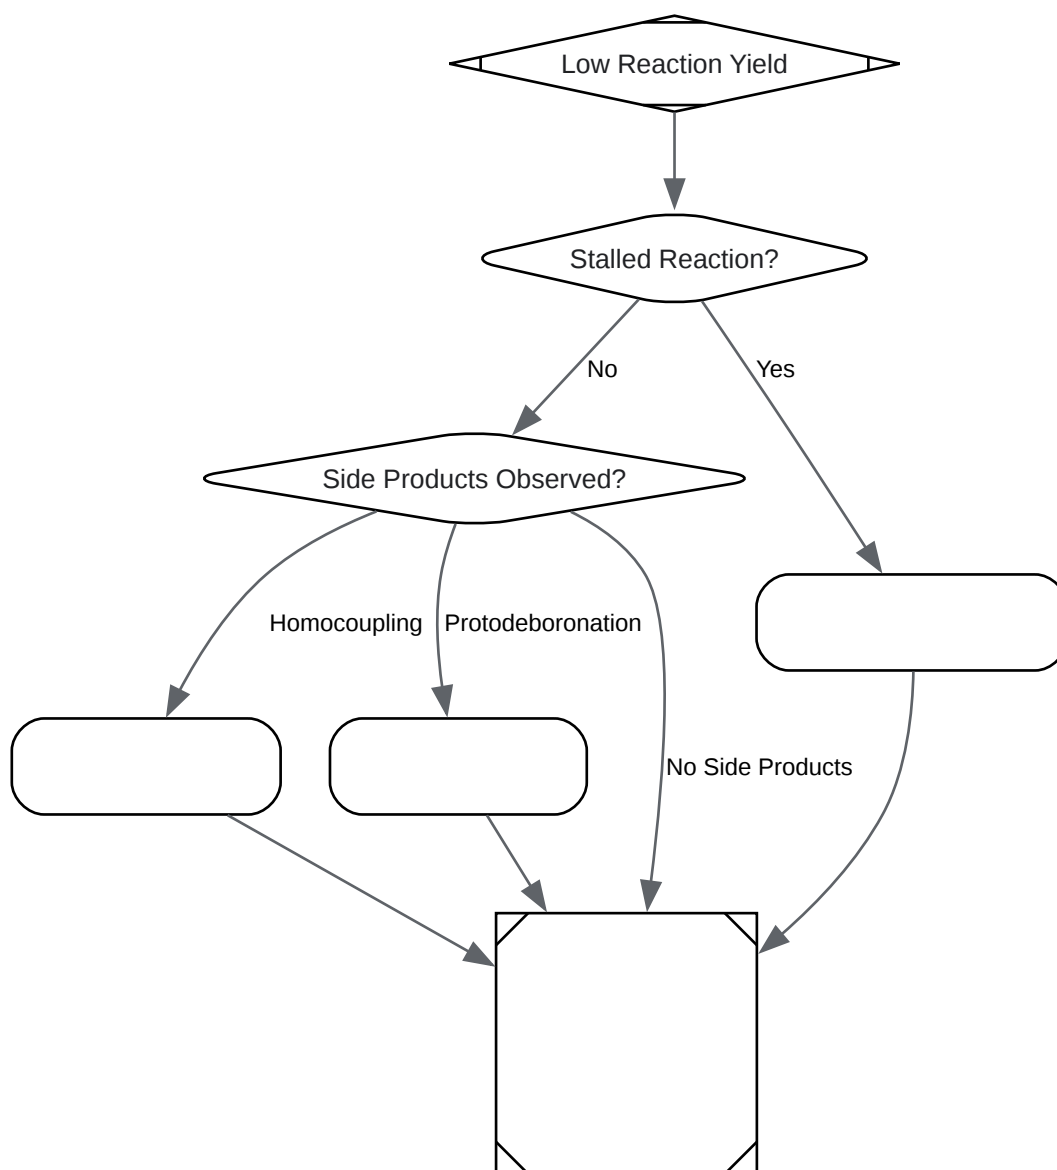 Low Reaction Yield
Stalled Reaction?
No
Yes
Side Products Observed?
Homocoupling
Protodeboronation
No Side Products